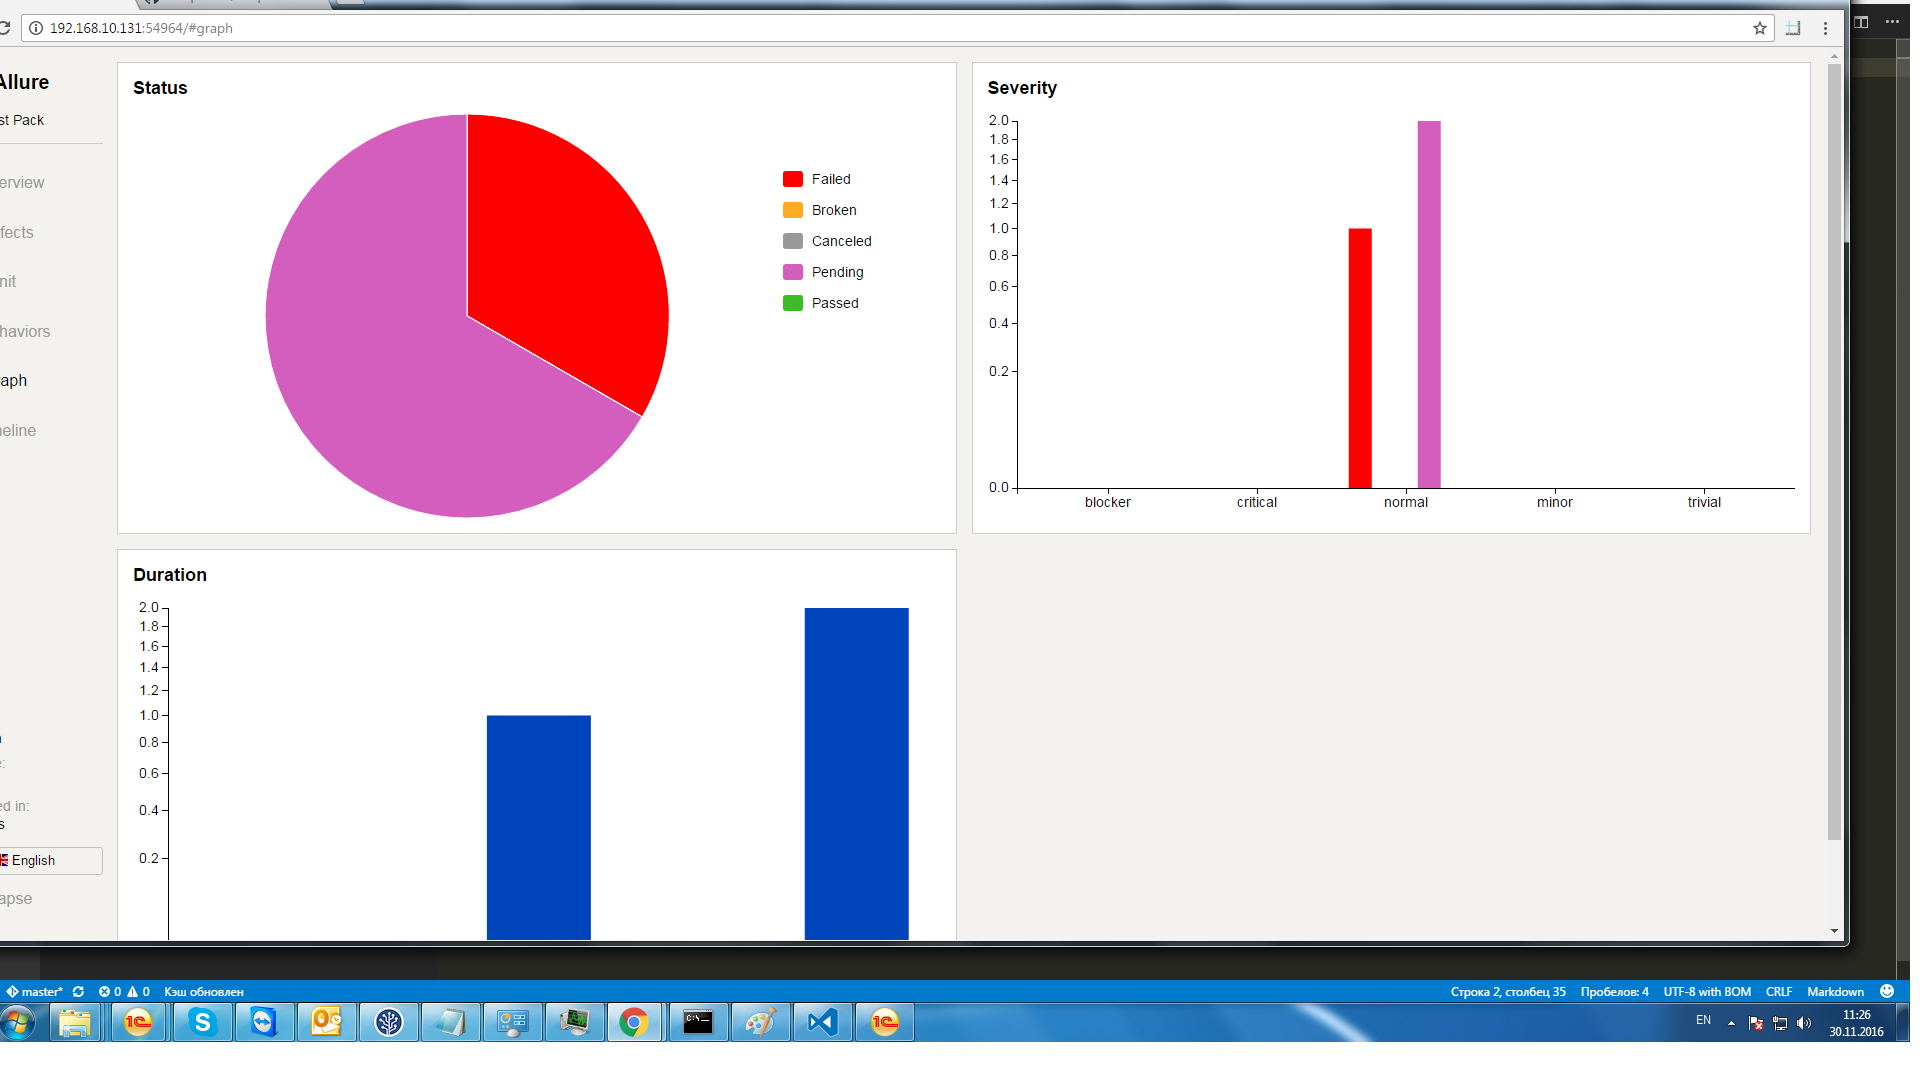 192.168.10.131:54964/#graph
Allure
st Pack
erview
fects
nit
haviors
aph
neline
e:
ed in:
s
English
apse
Status
Failed
Broken
Canceled
Pending
Passed
Severity
2.0
1.8
1.6
1.4
1.2
1.0
0.8
0.6
0.4
0.2
0.0
blocker critical normal minor trivial
Duration
2.0
1.8
1.6
1.4
1.2
1.0
0.8
0.6
0.4
0.2
master* 0 0 Кэш обновлен Строка 2, столбец 35 Пробелов: 4 UTF-8 with BOM CRLF Markdown
EN 11:26
30.11.2016